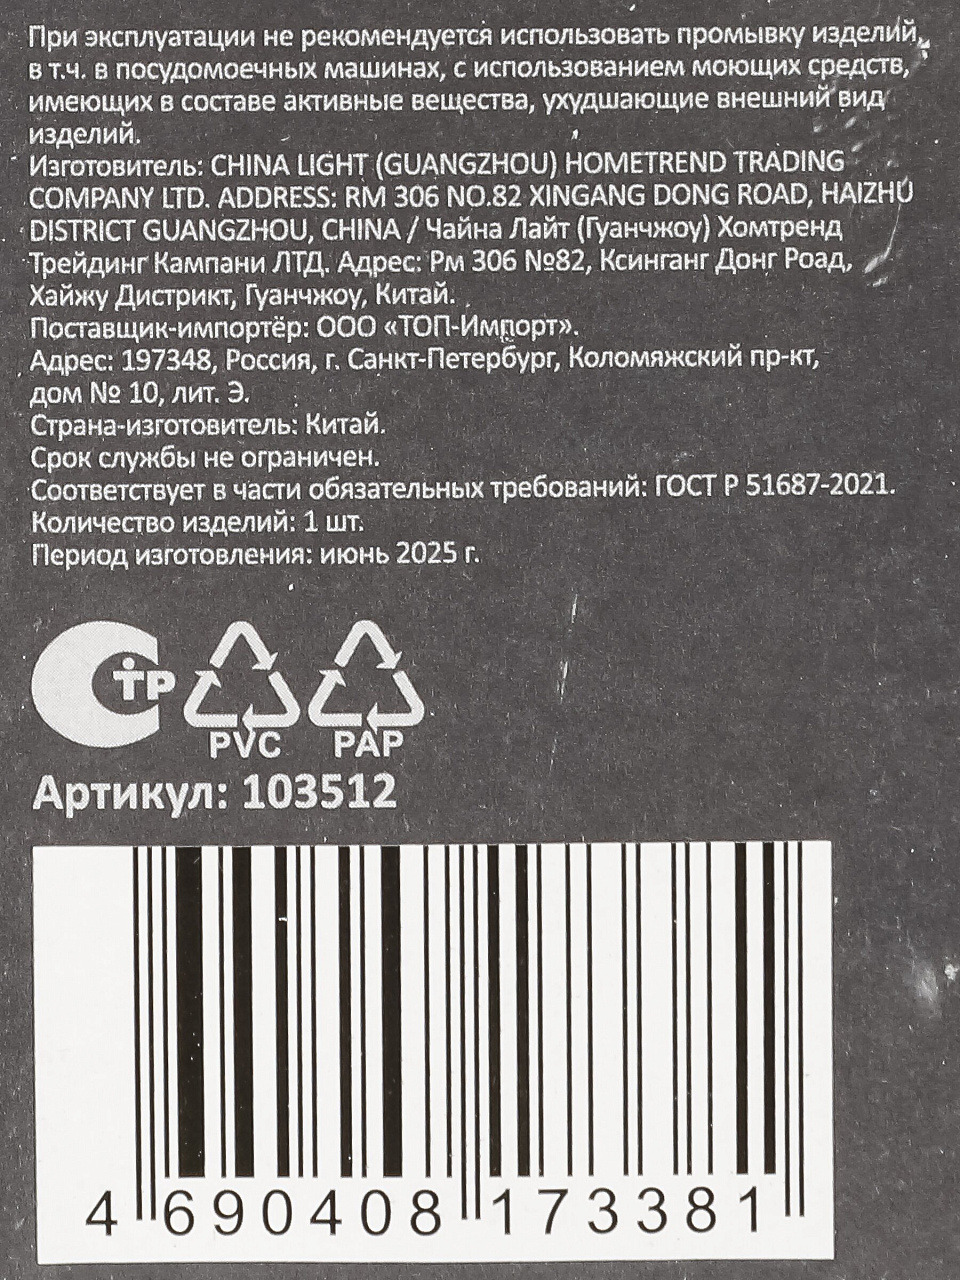 При эксплуатации не рекомендуется использовать промывку изделий,
в т.ч. в посудомоечных машинах, с использованием моющих средств,
имеющих в составе активные вещества, ухудшающие внешний вид
изделий.
Изготовитель: CHINA LIGHT (GUANGZHOU) HOMETREND TRADING
COMPANY LTD. ADDRESS: RM 306 NO.82 XINGANG DONG ROAD, HAIZHU
DISTRICT GUANGZHOU, CHINA / Чайна Лайт (Гуанчжоу) Хомтренд
Трейдинг Кампани ЛТД. Адрес: Рм 306 №82, Ксинганг Донг Роад,
Хайжу Дистрикт, Гуанчжоу, Китай.
Поставщик-импортёр: ООО «ТОП-Импорт».
Адрес: 197348, Россия, г. Санкт-Петербург, Коломяжский пр-кт,
дом № 10, лит. Э.
Страна-изготовитель: Китай.
Срок службы не ограничен.
Соответствует в части обязательных требований: ГОСТ Р 51687-2021.
Количество изделий: 1 шт.
Период изготовления: июнь 2025 г.
СТР
PVC PAP
Артикул: 103512
4 690408 173381